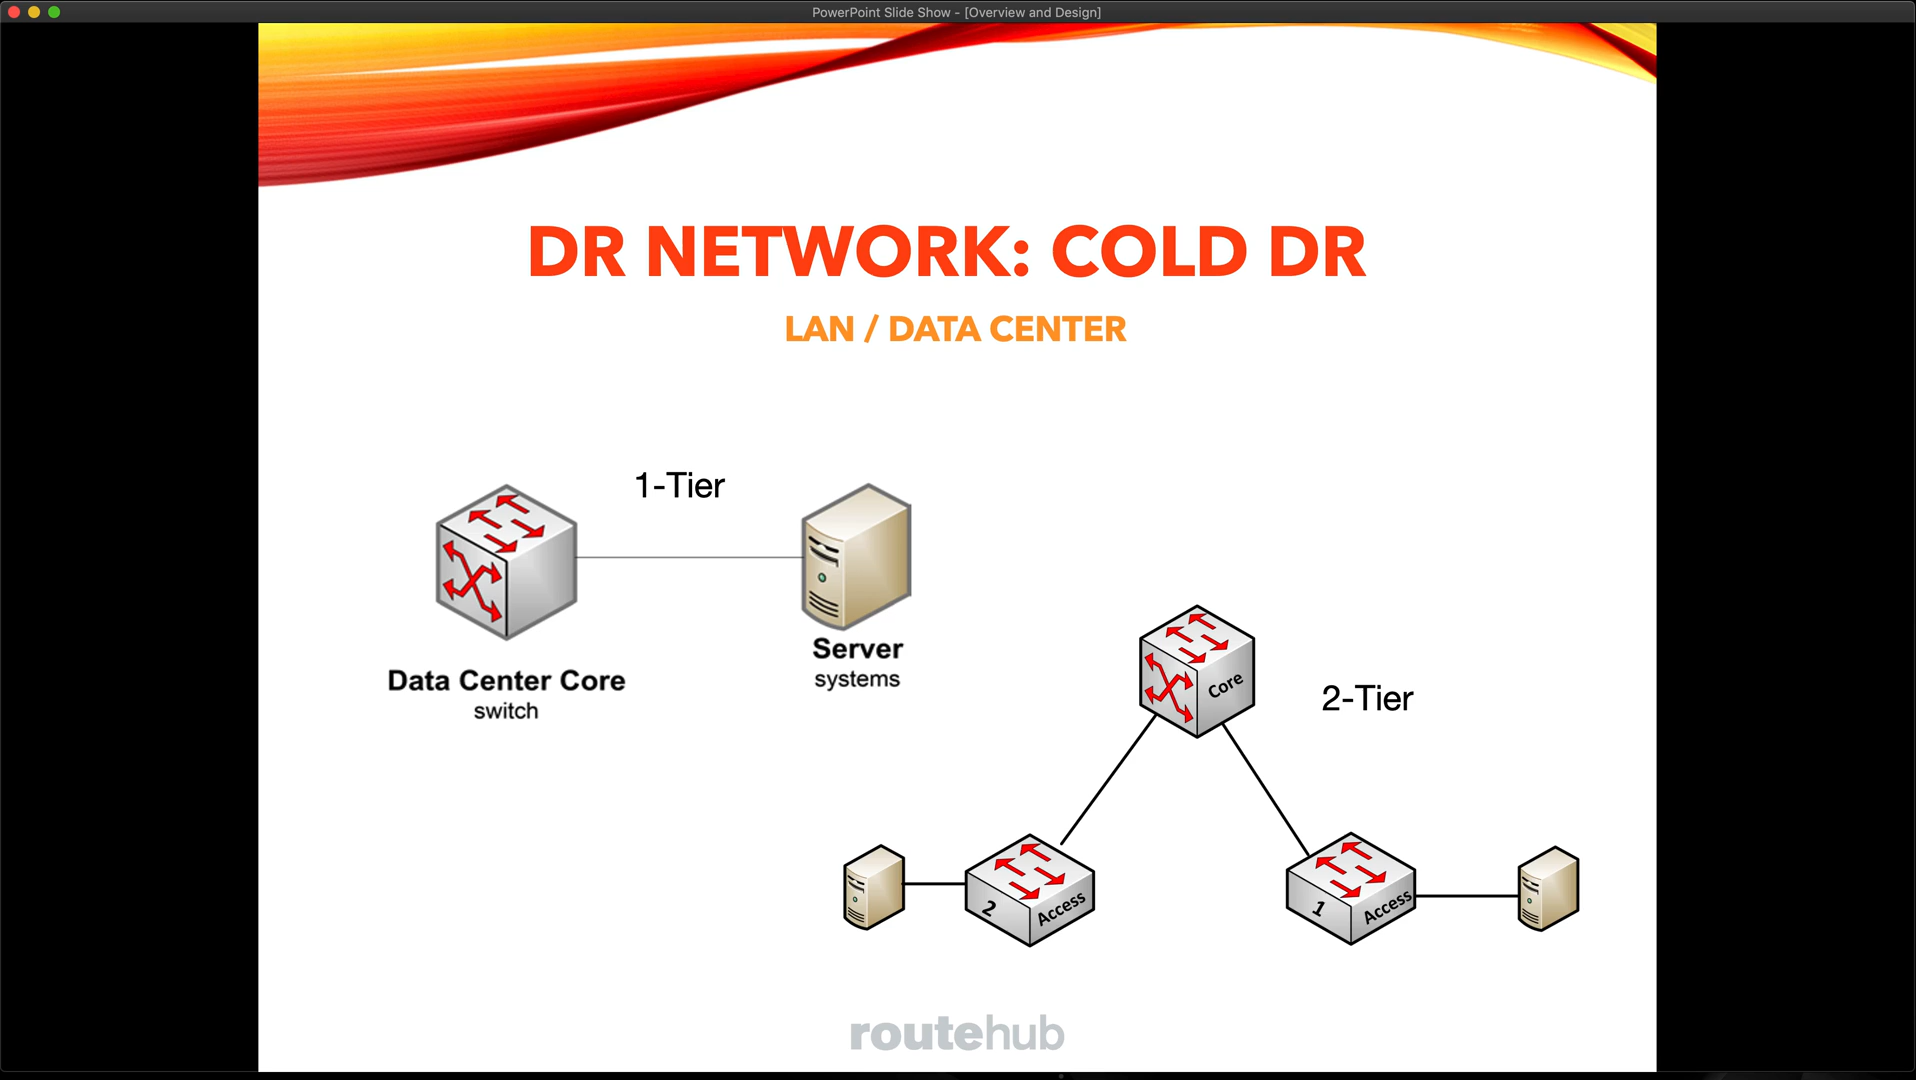 PowerPoint Slide Show - [Overview and Design]
DR NETWORK: COLD DR
LAN / DATA CENTER
1-Tier
Server
systems
Data Center Core
switch
Core
2-Tier
2
Access
1
Access
routehub